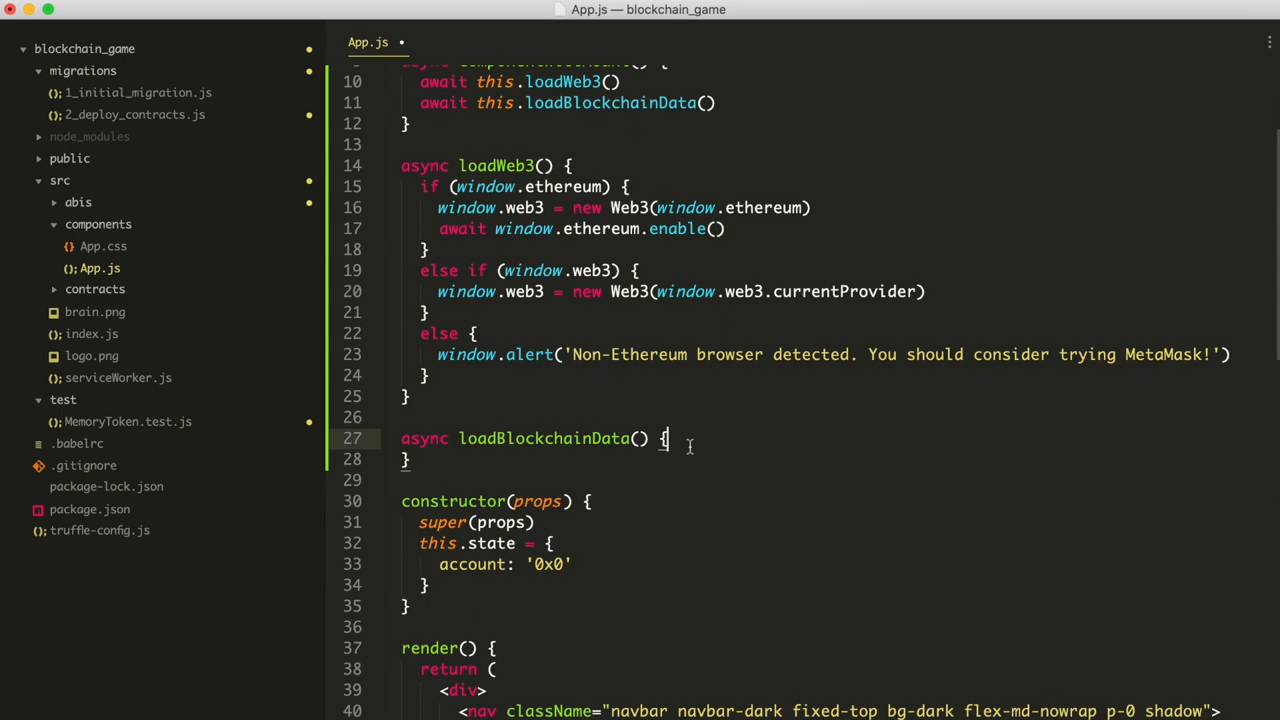 App.js — blockchain_game
blockchain_game
migrations
1_initial_migration.js
2_deploy_contracts.js
node_modules
public
src
abis
components
App.css
App.js
contracts
brain.png
index.js
logo.png
serviceWorker.js
test
MemoryToken.test.js
.babelrc
.gitignore
package-lock.json
package.json
truffle-config.js
App.js
10 await this.loadWeb3()
11 await this.loadBlockchainData()
12 }
13
14 async loadWeb3() {
15 if (window.ethereum) {
16 window.web3 = new Web3(window.ethereum)
17 await window.ethereum.enable()
18 }
19 else if (window.web3) {
20 window.web3 = new Web3(window.web3.currentProvider)
21 }
22 else {
23 window.alert('Non-Ethereum browser detected. You should consider trying MetaMask!')
24 }
25 }
26
27 async loadBlockchainData() {
28 }
29
30 constructor(props) {
31 super(props)
32 this.state = {
33 account: '0x0'
34 }
35 }
36
37 render() {
38 return (
39 <div>
40 <nav className="navbar navbar-dark fixed-top bg-dark flex-md-nowrap p-0 shadow">